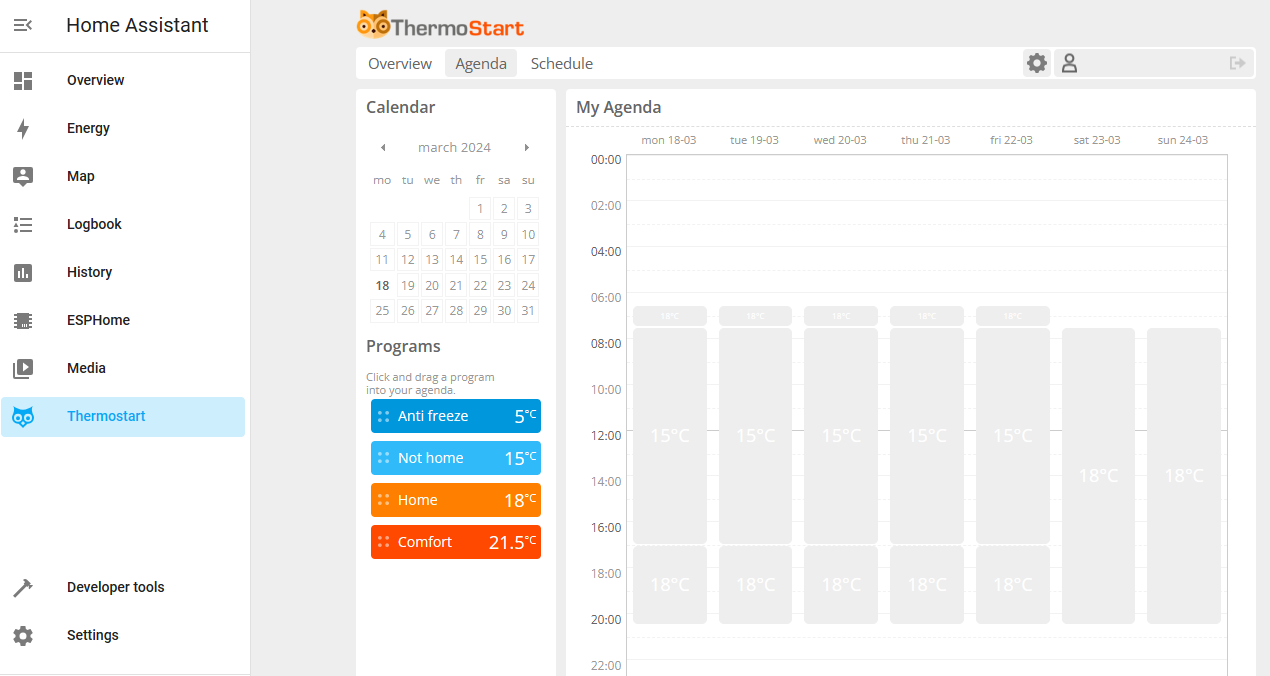 Home Assistant
Overview
Energy
Map
Logbook
History
ESPHome
Media
Thermostart
Developer tools
Settings
ThermoStart
Overview Agenda Schedule
Calendar
march 2024
mo tu we th fr sa su
1 2 3
4 5 6 7 8 9 10
11 12 13 14 15 16 17
18 19 20 21 22 23 24
25 26 27 28 29 30 31
Programs
Click and drag a program
into your agenda.
Anti freeze 5°C
Not home 15°C
Home 18°C
Comfort 21.5°C
My Agenda
mon 18-03 tue 19-03 wed 20-03 thu 21-03 fri 22-03 sat 23-03 sun 24-03
00:00
02:00
04:00
06:00
18°C 18°C 18°C 18°C 18°C
08:00
10:00
12:00 15°C 15°C 15°C 15°C 15°C
18°C 18°C
14:00
16:00
18:00
18°C 18°C 18°C 18°C 18°C
20:00
22:00